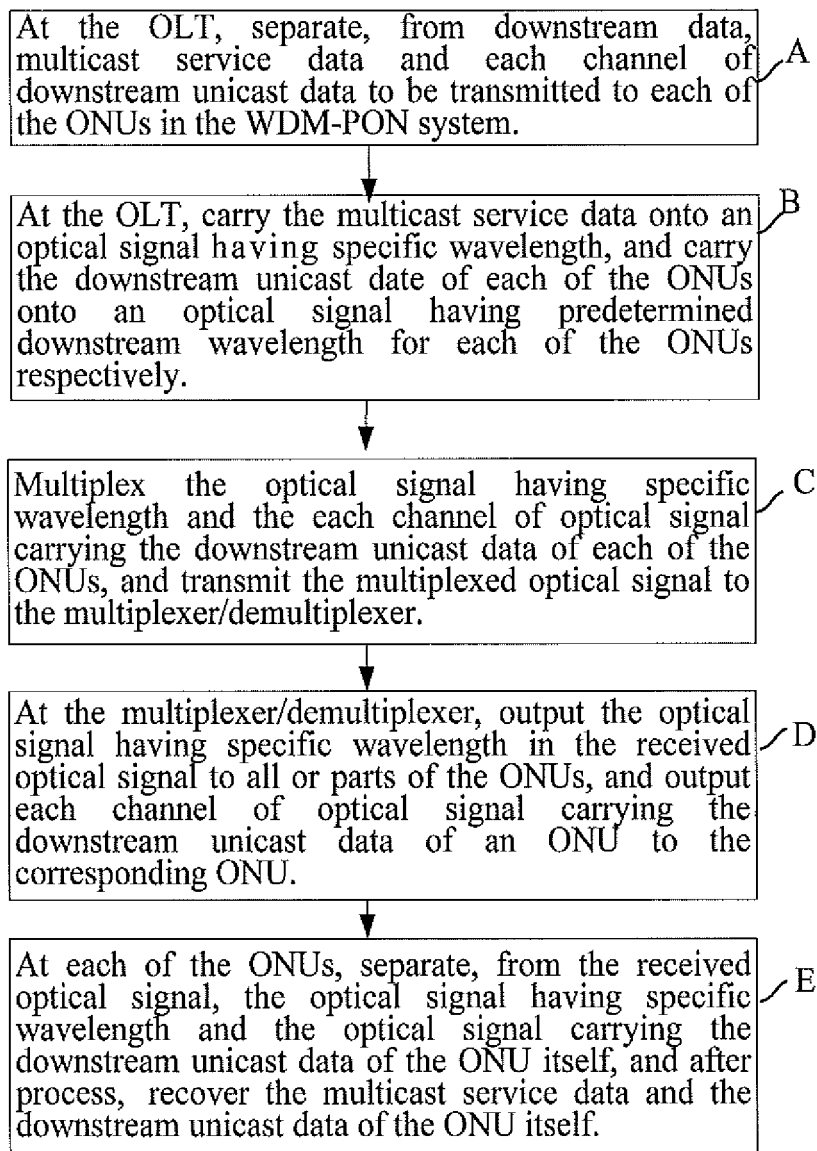 At the OLT, separate, from downstream data,
multicast service data and each channel of
downstream unicast data to be transmitted to each of
the ONUs in the WDM-PON system.
A
At the OLT, carry the multicast service data onto an
optical signal having specific wavelength, and carry
the downstream unicast date of each of the ONUs
onto an optical signal having predetermined
downstream wavelength for each of the ONUs
respectively.
B
Multiplex the optical signal having specific
wavelength and the each channel of optical signal
carrying the downstream unicast data of each of the
ONUs, and transmit the multiplexed optical signal to
the multiplexer/demultiplexer.
C
At the multiplexer/demultiplexer, output the optical
signal having specific wavelength in the received
optical signal to all or parts of the ONUs, and output
each channel of optical signal carrying the
downstream unicast data of an ONU to the
corresponding ONU.
D
At each of the ONUs, separate, from the received
optical signal, the optical signal having specific
wavelength and the optical signal carrying the
downstream unicast data of the ONU itself, and after
process, recover the multicast service data and the
downstream unicast data of the ONU itself.
E